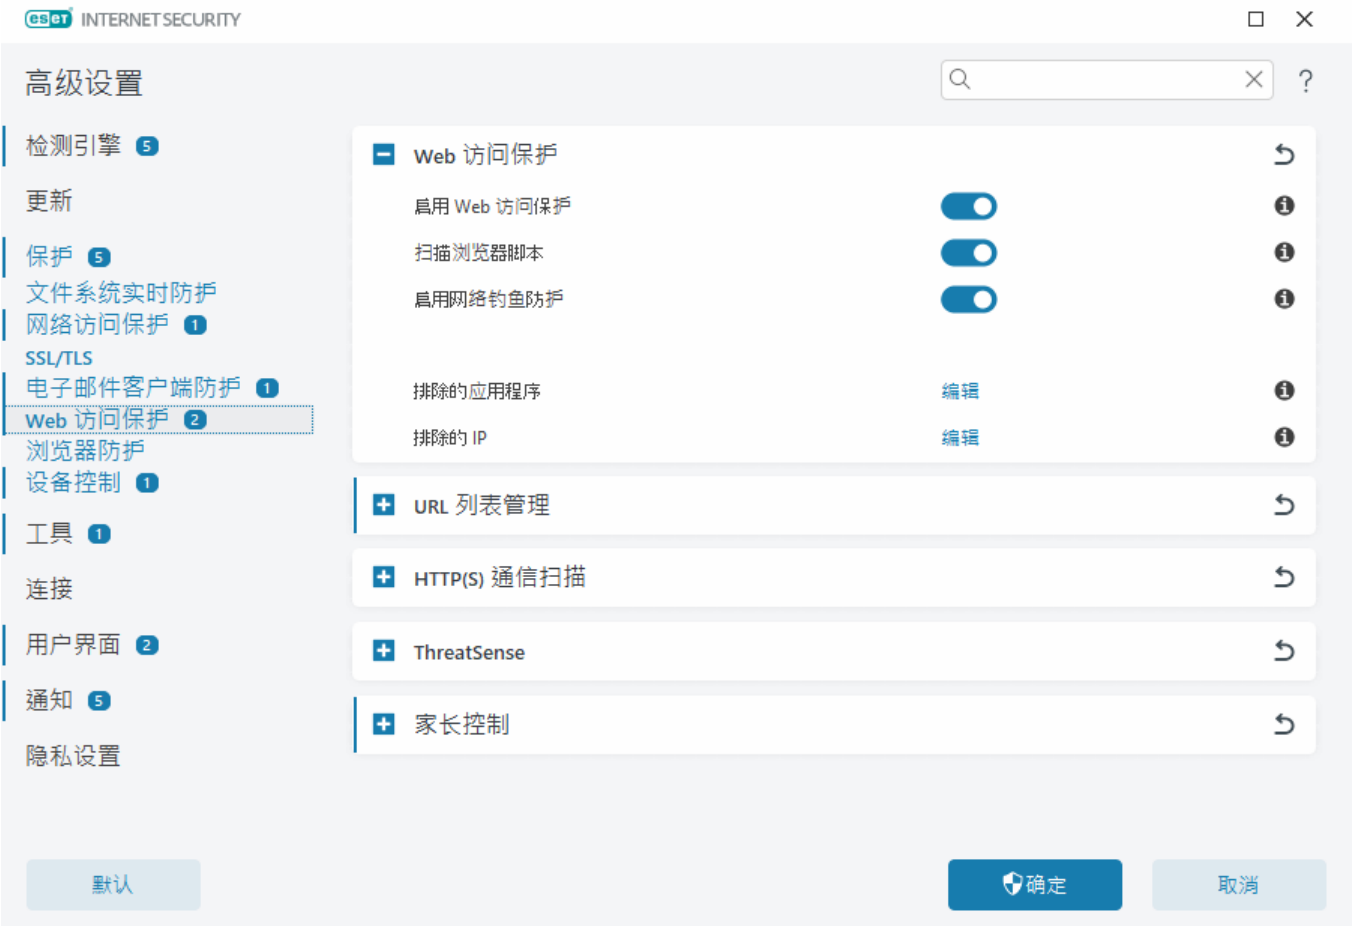 eseT INTERNET SECURITY
高级设置
?
检测引擎 5
更新
保护 5
文件系统实时防护
网络访问保护 1
SSL/TLS
电子邮件客户端防护 1
Web 访问保护 2
浏览器防护
设备控制 1
工具 1
连接
用户界面 2
通知 5
隐私设置
Web 访问保护
启用 Web 访问保护
扫描浏览器脚本
启用网络钓鱼防护
排除的应用程序 编辑
排除的 IP 编辑
URL 列表管理
HTTP(S) 通信扫描
ThreatSense
家长控制
默认
确定
取消